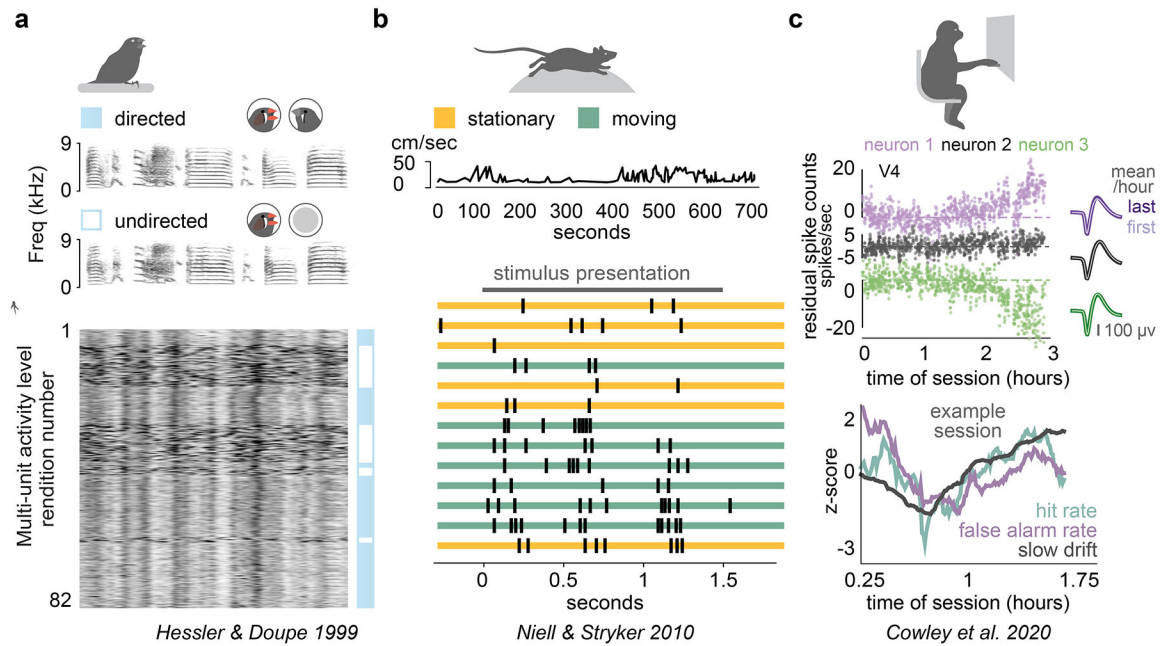 a
directed
9
0
undirected
9
0
Freq (kHz)
1
82
Multi-unit activity level
rendition number
Hessler & Doupe 1999
b
stationary
moving
cm/sec
50
0
0 100 200 300 400 500 600 700
seconds
stimulus presentation
0 0.5 1 1.5
seconds
Niell & Stryker 2010
c
neuron 1 neuron 2 neuron 3
V4
20
0
5
-5
0
-20
residual spike counts
spikes/sec
mean
/hour
last
first
100 μv
0 1 2 3
time of session (hours)
example
session
2
0
-3
z-score
hit rate
false alarm rate
slow drift
0.25 1 1.75
time of session (hours)
Cowley et al. 2020